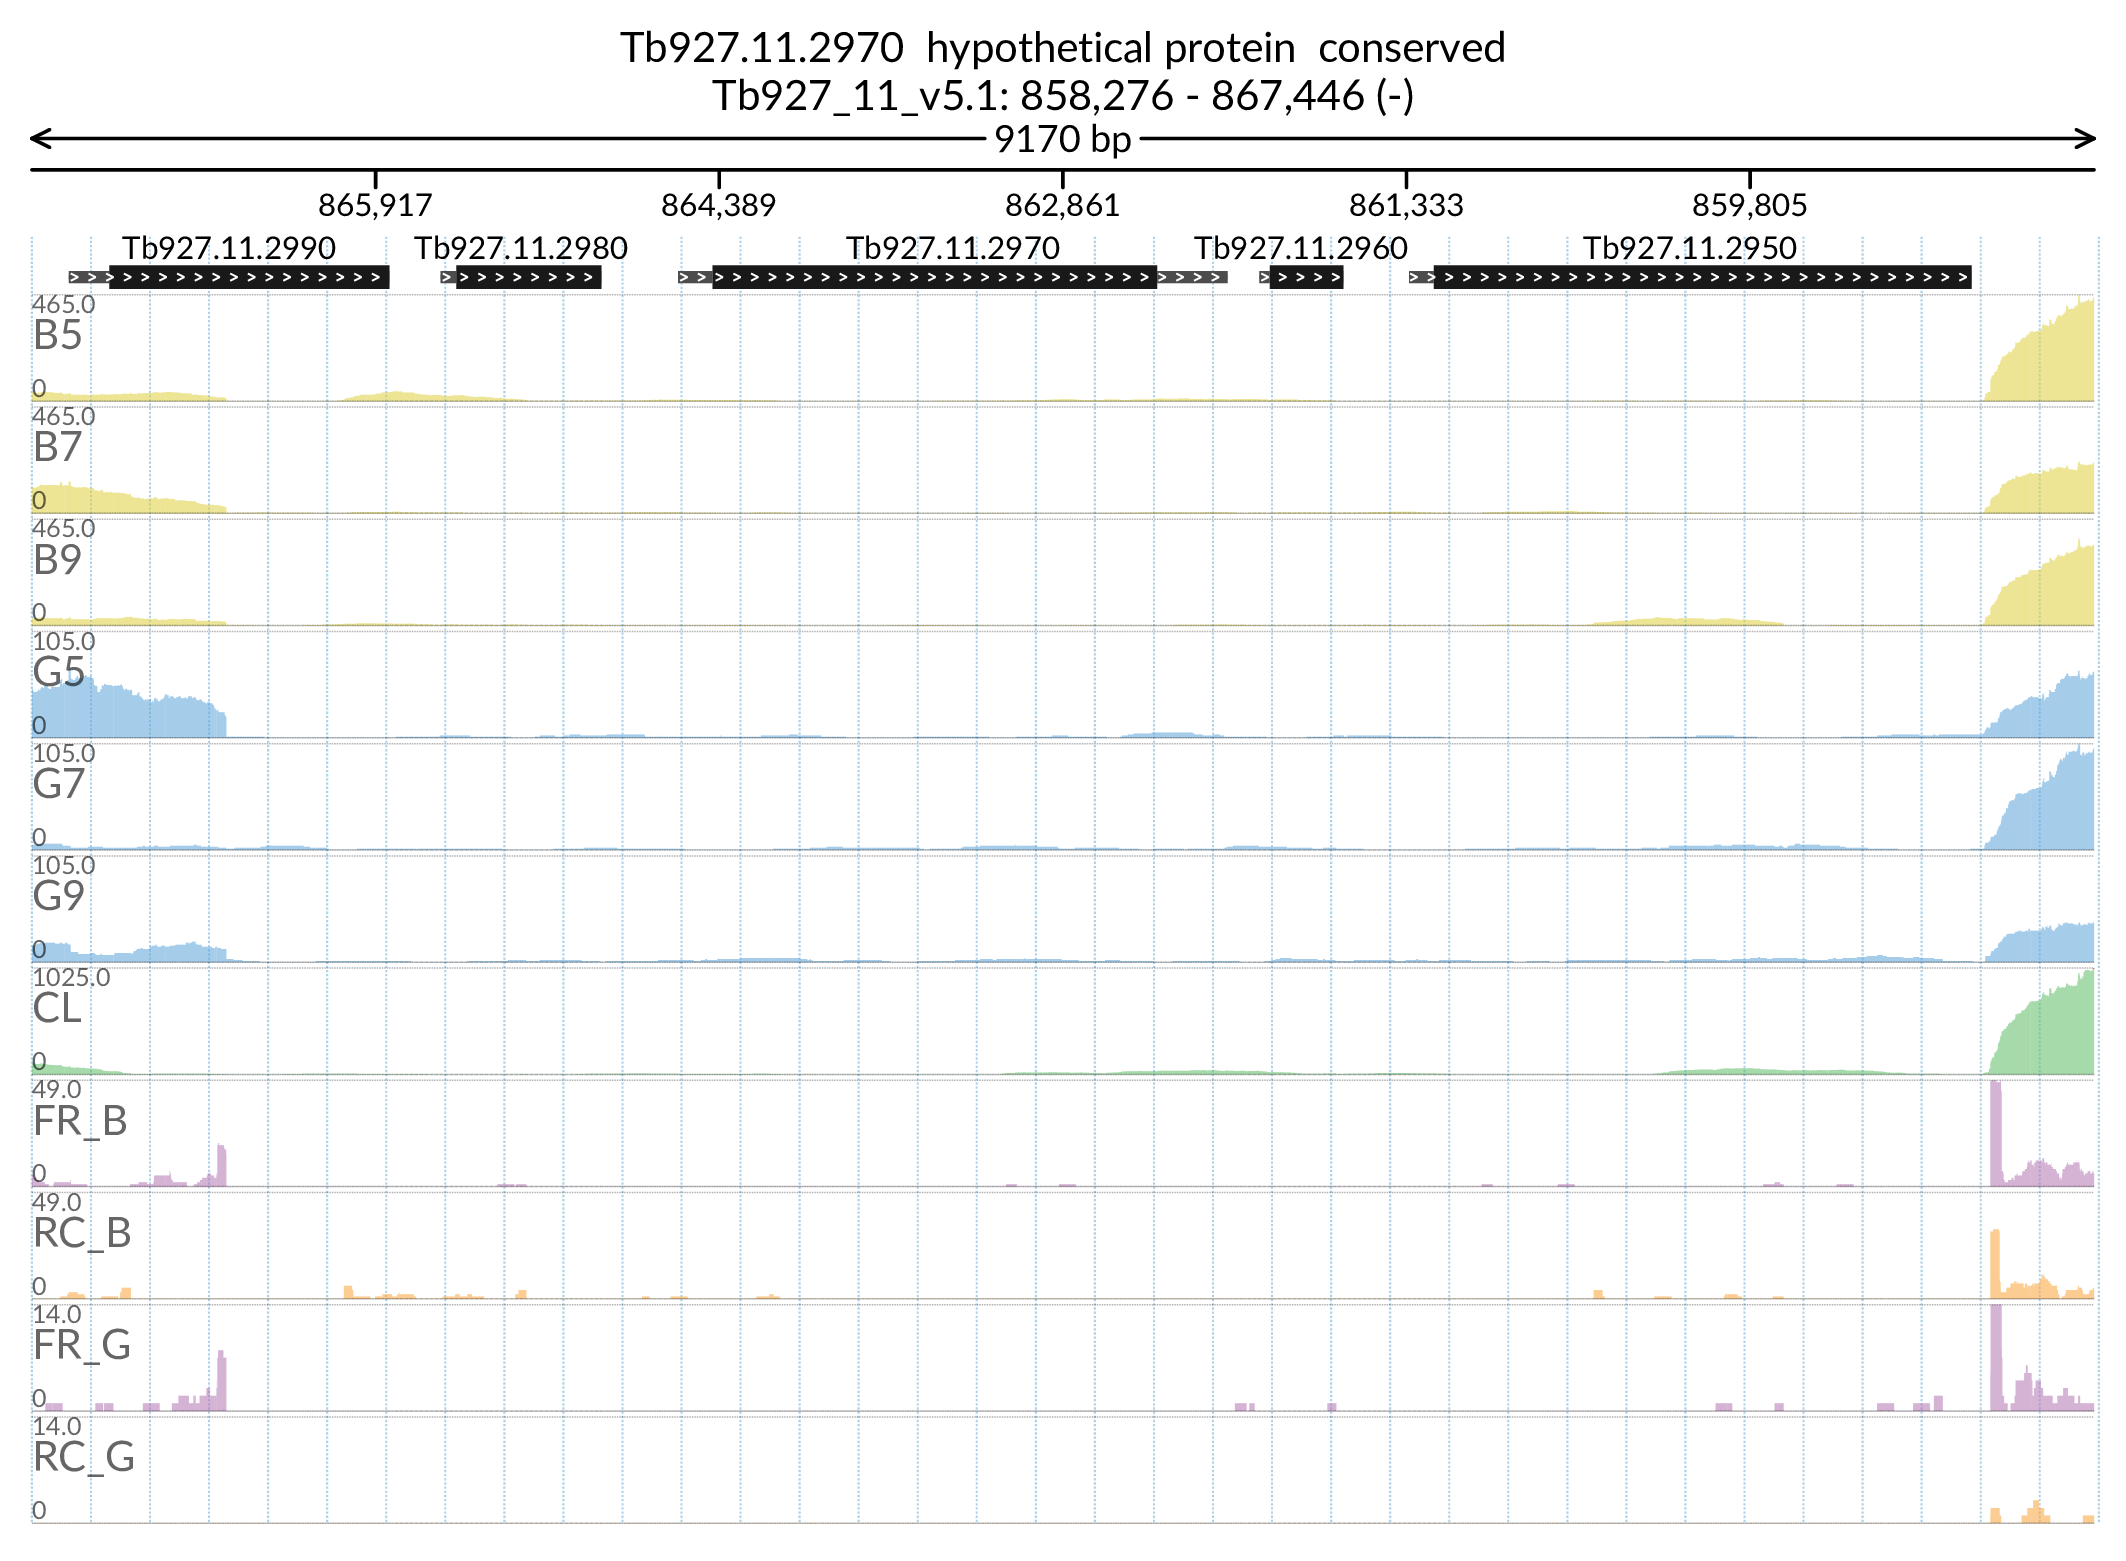 Tb927.11.2970  hypothetical protein  conserved
Tb927_11_v5.1: 858,276 - 867,446 (-)
9170 bp
865,917 864,389 862,861 861,333 859,805
Tb927.11.2990 Tb927.11.2980 Tb927.11.2970 Tb927.11.2960 Tb927.11.2950
465.0
B5
0
465.0
B7
0
465.0
B9
0
105.0
G5
0
105.0
G7
0
105.0
G9
0
1025.0
CL
0
49.0
FR_B
0
49.0
RC_B
0
14.0
FR_G
0
14.0
RC_G
0